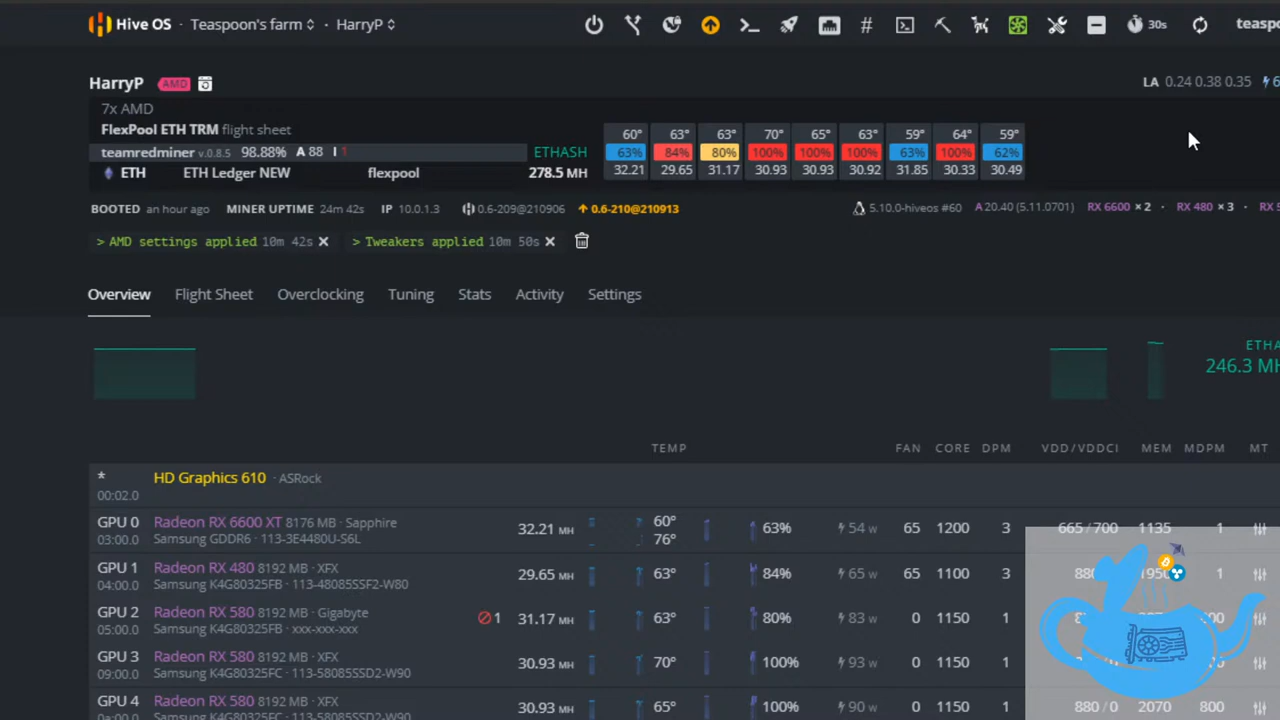 Hive OS Teaspoon's farm · HarryP # 30s teasp
HarryP AMD LA 0.24 0.38 0.35
7x AMD
FlexPool ETH TRM flight sheet
60° 63° 63° 70° 65° 63° 59° 64° 59°
teamredminer v.0.8.5 98.88% A 88 I 1 ETHASH 63% 84% 80% 100% 100% 100% 63% 100% 62%
ETH ETH Ledger NEW flexpool 278.5 MH 32.21 29.65 31.17 30.93 30.93 30.92 31.85 30.33 30.49
BOOTED an hour ago MINER UPTIME 24m 42s IP 10.0.1.3 0.6-209@210906 0.6-210@210913 5.10.0-hiveos #60 A 20.40 (5.11.0701) RX 6600 × 2 · RX 480 × 3 · RX
> AMD settings applied 10m 42s × > Tweakers applied 10m 50s ×
Overview Flight Sheet Overclocking Tuning Stats Activity Settings
ETHA
246.3 MH
TEMP FAN CORE DPM VDD/VDDCI MEM MDPM MT
* HD Graphics 610 · ASRock
00:02.0
GPU 0 Radeon RX 6600 XT 8176 MB · Sapphire 32.21 MH 60° 63% 54 w 65 1200 3 665 / 700 1135 1
03:00.0 Samsung GDDR6 · 113-3E4480U-S6L 76°
GPU 1 Radeon RX 480 8192 MB · XFX 29.65 MH 63° 84% 65 w 65 1100 3 1
04:00.0 Samsung K4G80325FB · 113-48085SSF2-W80
GPU 2 Radeon RX 580 8192 MB · Gigabyte 1 31.17 MH 63° 80% 83 w 0 1150 1
05:00.0 Samsung K4G80325FB · xxx-xxx-xxx
GPU 3 Radeon RX 580 8192 MB · XFX 30.93 MH 70° 100% 93 w 0 1150 1
09:00.0 Samsung K4G80325FC · 113-58085SSD2-W90
GPU 4 Radeon RX 580 8192 MB · XFX 30.93 MH 65° 100% 90 w 0 1150 1 880 / 0 2070 800
0a:00.0 Samsung K4G80325FC · 113-58085SSD2-W90